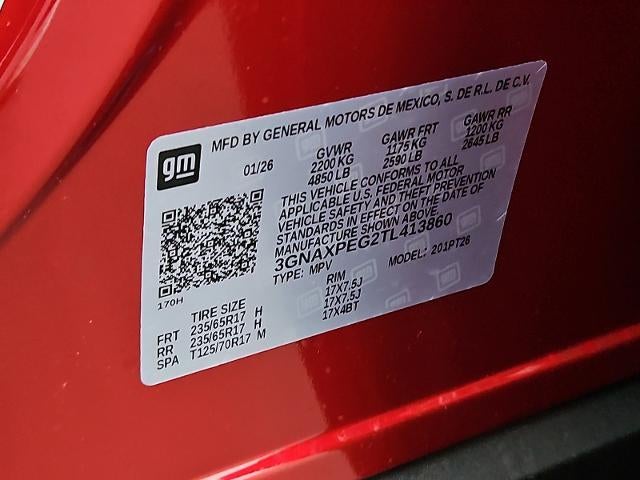 gm
MFD BY GENERAL MOTORS DE MEXICO, S. DE R.L. DE C.V.
01/26
GVWR
2200 KG
4850 LB
GAWR FRT
1175 KG
2590 LB
GAWR RR
1200 KG
2645 LB
THIS VEHICLE CONFORMS TO ALL
APPLICABLE U.S. FEDERAL MOTOR
VEHICLE SAFETY AND THEFT PREVENTION
STANDARDS IN EFFECT ON THE DATE OF
MANUFACTURE SHOWN ABOVE.
3GNAXPEG2TL413860
TYPE: MPV
MODEL: 201PT26
170H
TIRE SIZE
RIM
FRT 235/65R17 H 17X7.5J
RR 235/65R17 H 17X7.5J
SPA T125/70R17 M 17X4BT